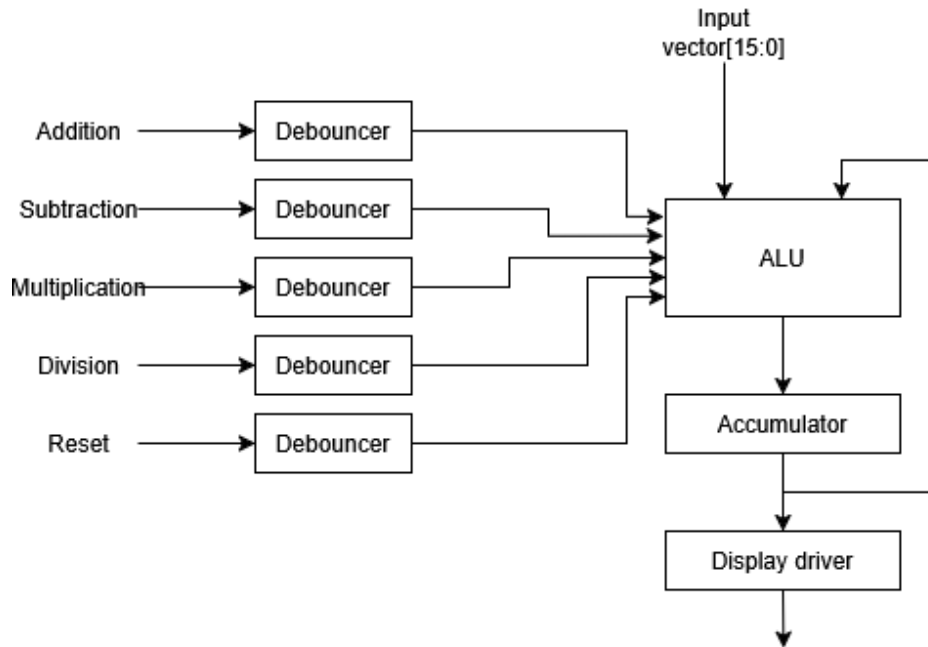 Input
vector[15:0]
Addition
Debouncer
Subtraction
Debouncer
ALU
Multiplication
Debouncer
Division
Debouncer
Accumulator
Reset
Debouncer
Display driver